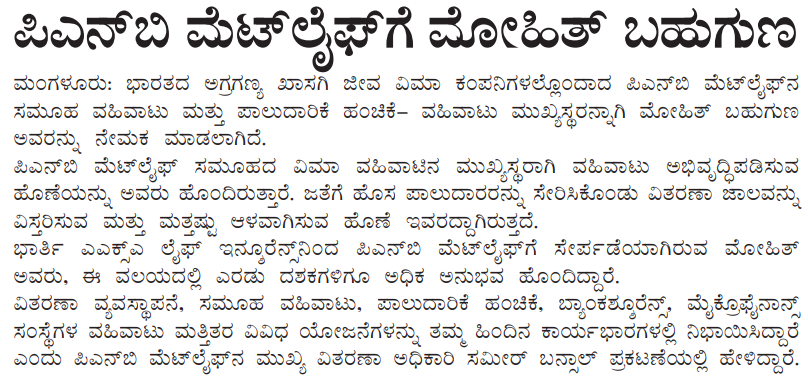 ಪಿಎನ್‌ಬಿ ಮೆಟ್‌ಲೈಫ್‌ಗೆ ಮೋಹಿತ್ ಬಹುಗುಣ
ಮಂಗಳೂರು: ಭಾರತದ ಅಗ್ರಗಣ್ಯ ಖಾಸಗಿ ಜೀವ ವಿಮಾ ಕಂಪನಿಗಳಲ್ಲೊಂದಾದ ಪಿಎನ್‌ಬಿ ಮೆಟ್‌ಲೈಫ್‌ನ
ಸಮೂಹ ವಹಿವಾಟು ಮತ್ತು ಪಾಲುದಾರಿಕೆ ಹಂಚಿಕೆ– ವಹಿವಾಟು ಮುಖ್ಯಸ್ಥರನ್ನಾಗಿ ಮೋಹಿತ್ ಬಹುಗುಣ
ಅವರನ್ನು ನೇಮಕ ಮಾಡಲಾಗಿದೆ.
ಪಿಎನ್‌ಬಿ ಮೆಟ್‌ಲೈಫ್ ಸಮೂಹದ ವಿಮಾ ವಹಿವಾಟಿನ ಮುಖ್ಯಸ್ಥರಾಗಿ ವಹಿವಾಟು ಅಭಿವೃದ್ಧಿಪಡಿಸುವ
ಹೊಣೆಯನ್ನು ಅವರು ಹೊಂದಿರುತ್ತಾರೆ. ಜತೆಗೆ ಹೊಸ ಪಾಲುದಾರರನ್ನು ಸೇರಿಸಿಕೊಂಡು ವಿತರಣಾ ಜಾಲವನ್ನು
ವಿಸ್ತರಿಸುವ ಮತ್ತು ಮತ್ತಷ್ಟು ಆಳವಾಗಿಸುವ ಹೊಣೆ ಇವರದ್ದಾಗಿರುತ್ತದೆ.
ಭಾರ್ತಿ ಎಎಕ್ಸ್‌ಎ ಲೈಫ್ ಇನ್ಶೂರೆನ್ಸ್‌ನಿಂದ ಪಿಎನ್‌ಬಿ ಮೆಟ್‌ಲೈಫ್‌ಗೆ ಸೇರ್ಪಡೆಯಾಗಿರುವ ಮೋಹಿತ್
ಅವರು, ಈ ವಲಯದಲ್ಲಿ ಎರಡು ದಶಕಗಳಿಗೂ ಅಧಿಕ ಅನುಭವ ಹೊಂದಿದ್ದಾರೆ.
ವಿತರಣಾ ವ್ಯವಸ್ಥಾಪನೆ, ಸಮೂಹ ವಹಿವಾಟು, ಪಾಲುದಾರಿಕೆ ಹಂಚಿಕೆ, ಬ್ಯಾಂಕಶ್ಶೂರೆನ್ಸ್, ಮೈಕ್ರೊಫೈನಾನ್ಸ್
ಸಂಸ್ಥೆಗಳ ವಹಿವಾಟು ಮತ್ತಿತರ ವಿವಿಧ ಯೋಜನೆಗಳನ್ನು ತಮ್ಮ ಹಿಂದಿನ ಕಾರ್ಯಭಾರಗಳಲ್ಲಿ ನಿಭಾಯಿಸಿದ್ದಾರೆ
ಎಂದು ಪಿಎನ್‌ಬಿ ಮೆಟ್‌ಲೈಫ್‌ನ ಮುಖ್ಯ ವಿತರಣಾ ಅಧಿಕಾರಿ ಸಮೀರ್ ಬನ್ಸಾಲ್ ಪ್ರಕಟಣೆಯಲ್ಲಿ ಹೇಳಿದ್ದಾರೆ.